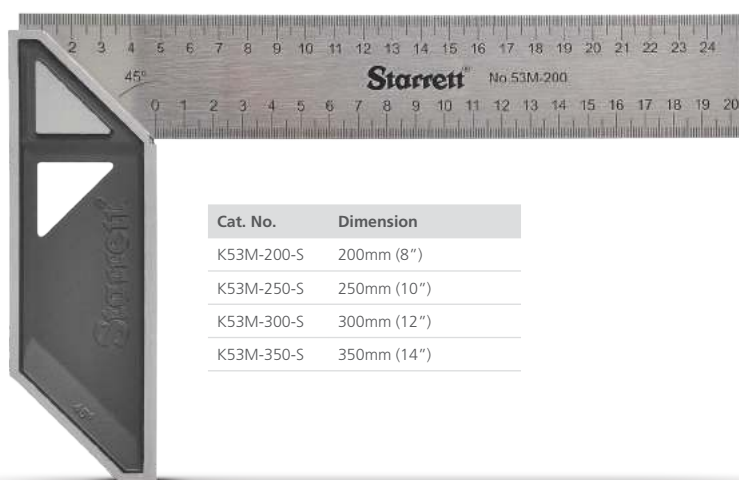 2 3 4 5 6 7 8 9 10 11 12 13 14 15 16 17 18 19 20 21 22 23 24
45°
Starrett® No.53M-200
0 1 2 3 4 5 6 7 8 9 10 11 12 13 14 15 16 17 18 19 20
Starrett
45°
Cat. No. Dimension
K53M-200-S 200mm (8”)
K53M-250-S 250mm (10”)
K53M-300-S 300mm (12”)
K53M-350-S 350mm (14”)